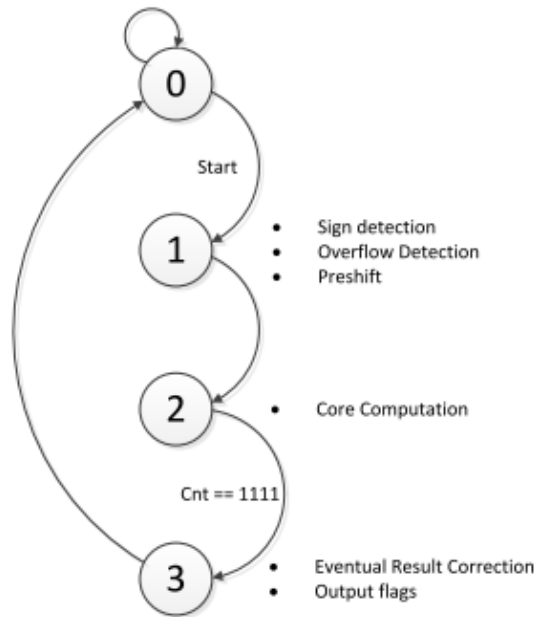 0
Start
1
• Sign detection
• Overflow Detection
• Preshift
2
• Core Computation
Cnt == 1111
3
• Eventual Result Correction
• Output flags